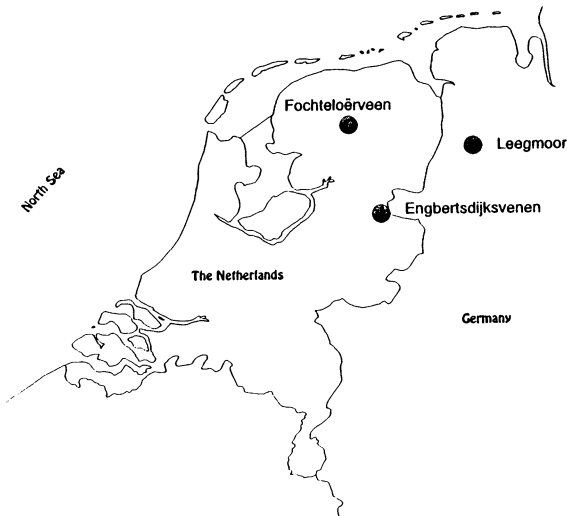 Fochteloërveen
Leegmoor
North Sea
Engbertsdijksvenen
The Netherlands
Germany